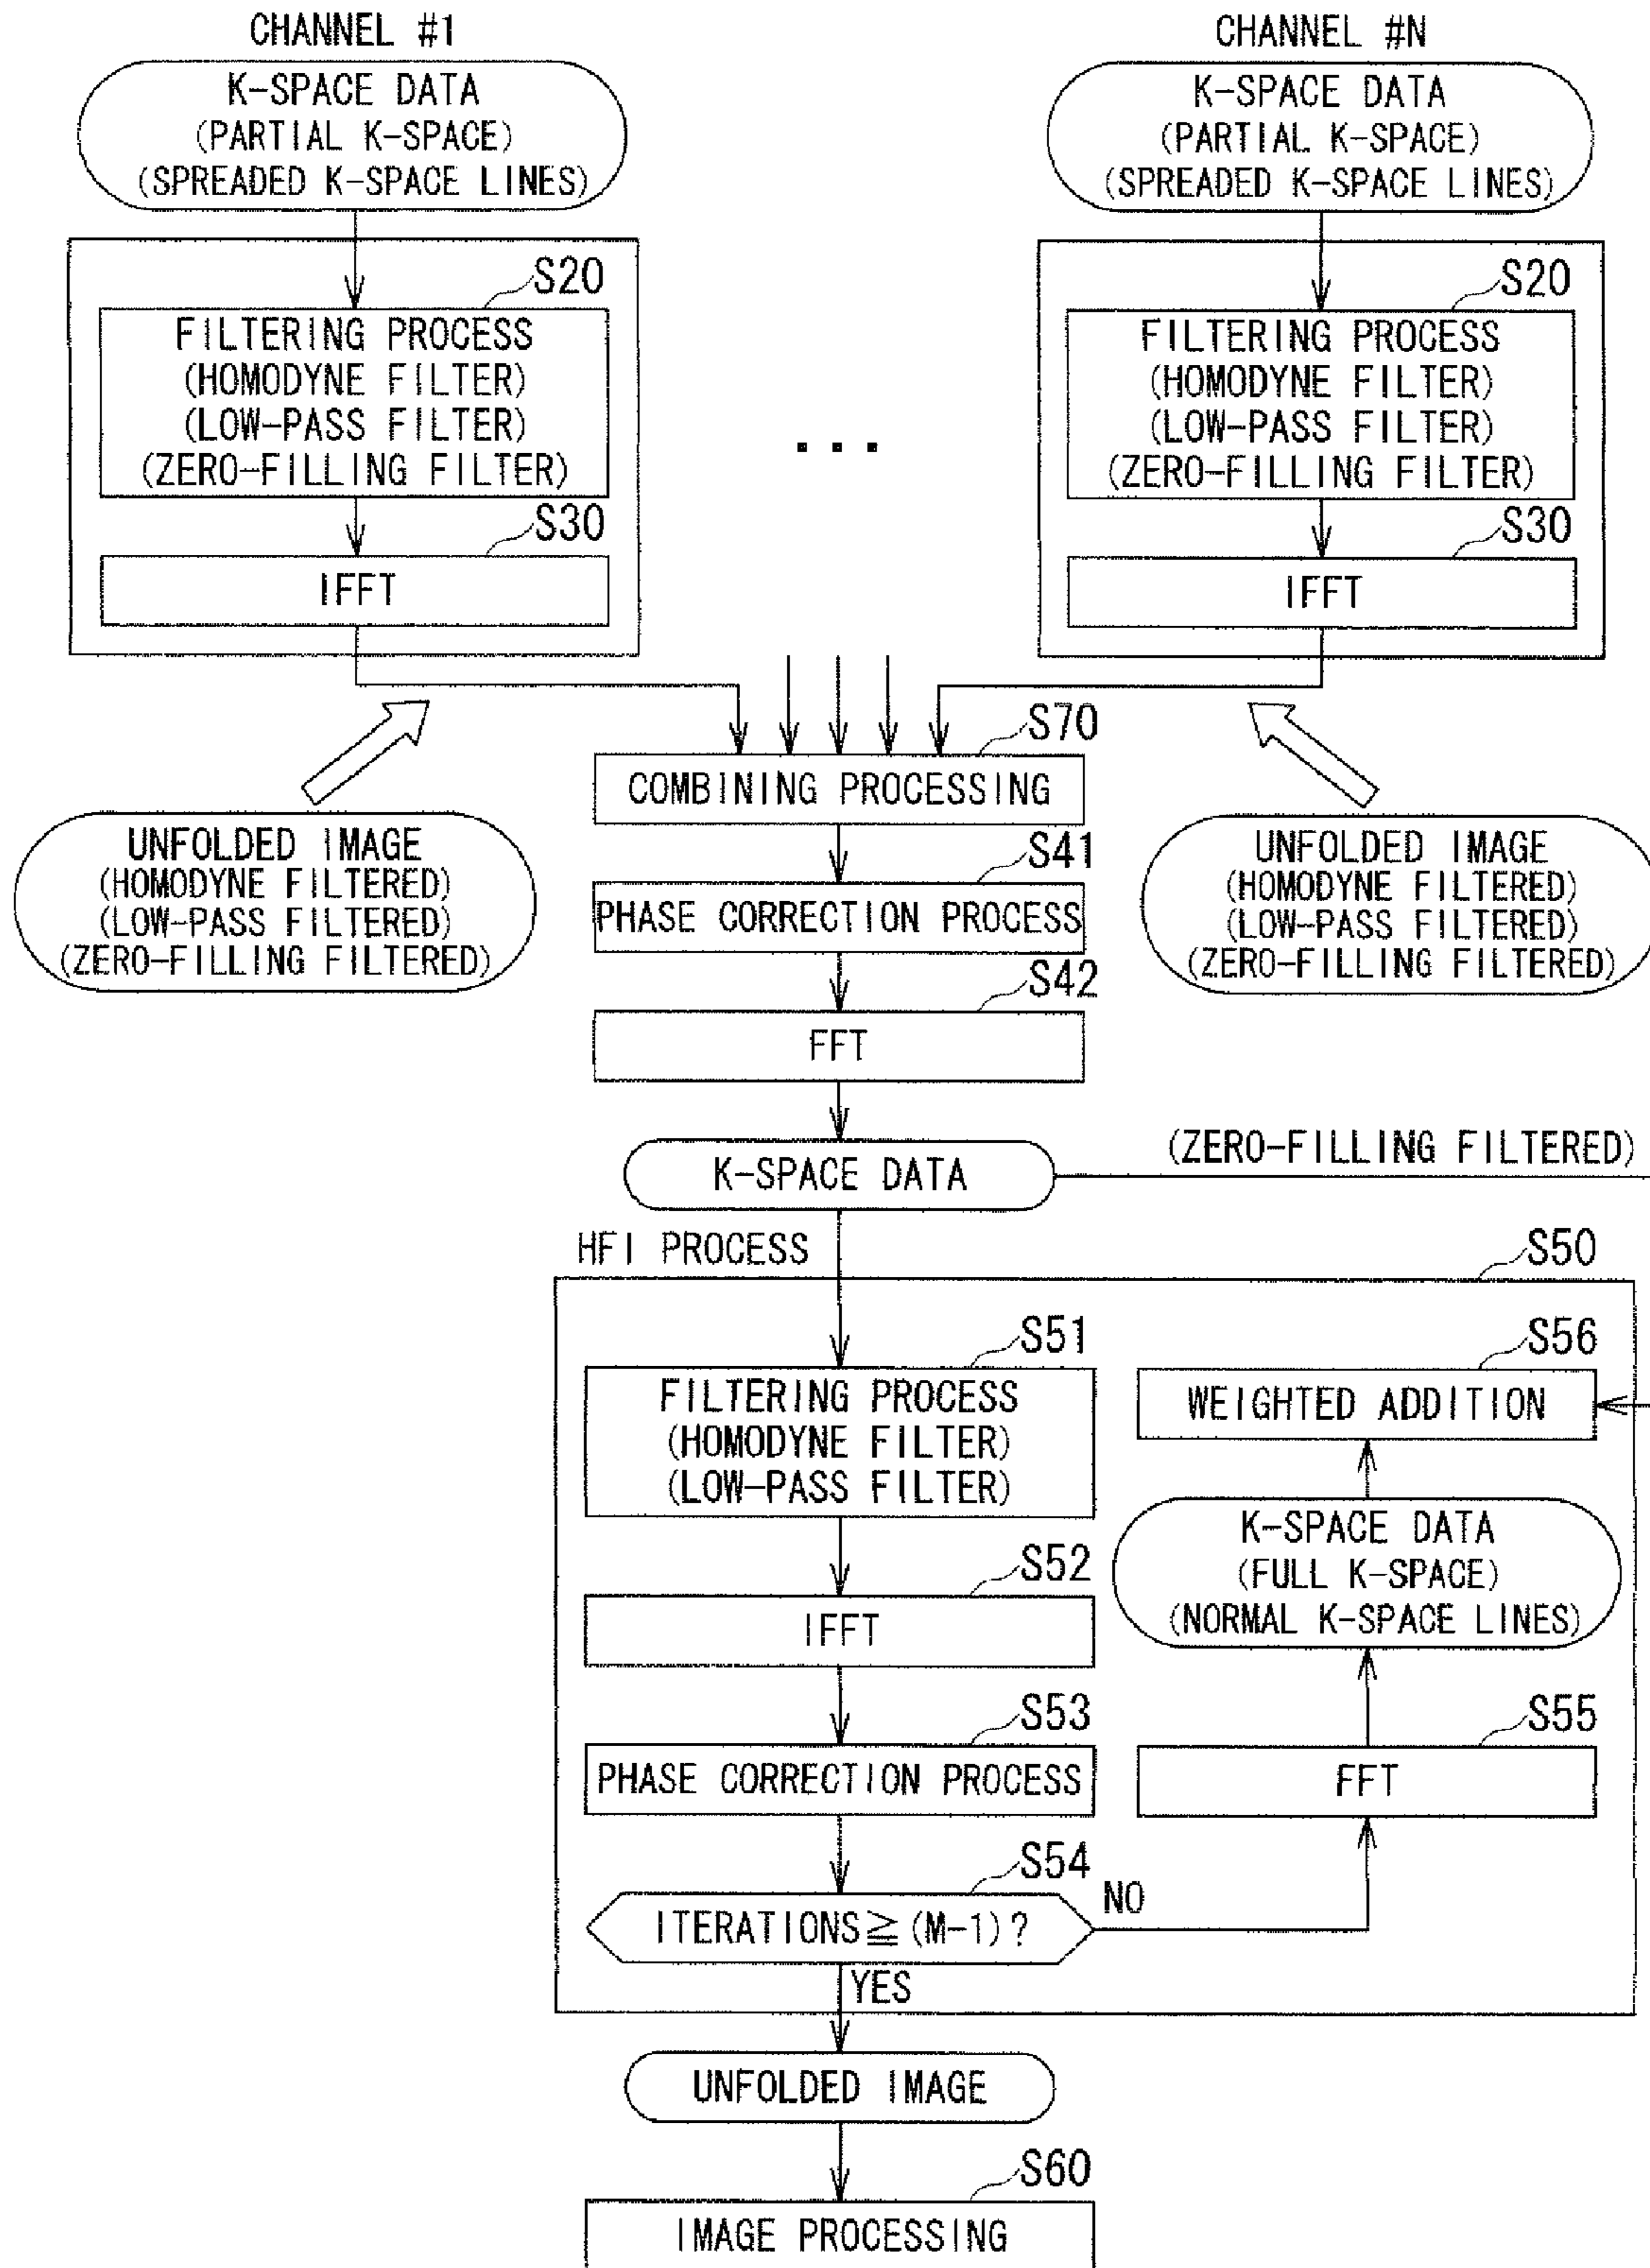 CHANNEL #1
K-SPACE DATA
(PARTIAL K-SPACE)
(SPREADED K-SPACE LINES)
S20
FILTERING PROCESS
(HOMODYNE FILTER)
(LOW-PASS FILTER)
(ZERO-FILLING FILTER)
S30
IFFT
...
CHANNEL #N
K-SPACE DATA
(PARTIAL K-SPACE)
(SPREADED K-SPACE LINES)
S20
FILTERING PROCESS
(HOMODYNE FILTER)
(LOW-PASS FILTER)
(ZERO-FILLING FILTER)
S30
IFFT
UNFOLDED IMAGE
(HOMODYNE FILTERED)
(LOW-PASS FILTERED)
(ZERO-FILLING FILTERED)
S70
COMBINING PROCESSING
S41
PHASE CORRECTION PROCESS
S42
FFT
UNFOLDED IMAGE
(HOMODYNE FILTERED)
(LOW-PASS FILTERED)
(ZERO-FILLING FILTERED)
K-SPACE DATA
(ZERO-FILLING FILTERED)
HFI PROCESS
S50
S51
FILTERING PROCESS
(HOMODYNE FILTER)
(LOW-PASS FILTER)
S52
IFFT
S53
PHASE CORRECTION PROCESS
S54
ITERATIONS≧(M-1)?
NO
YES
S56
WEIGHTED ADDITION
K-SPACE DATA
(FULL K-SPACE)
(NORMAL K-SPACE LINES)
S55
FFT
UNFOLDED IMAGE
S60
IMAGE PROCESSING